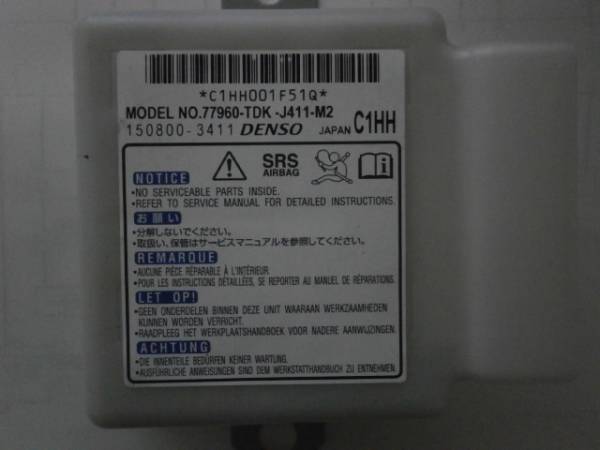 *C1HH001F51Q*
MODEL NO.77960-TDK -J411-M2
150800-3411 DENSO JAPAN C1HH
NOTICE
SRS
AIRBAG
•NO SERVICEABLE PARTS INSIDE.
•REFER TO SERVICE MANUAL FOR DETAILED INSTRUCTIONS.
お願い
•分解しないでください。
•取扱い、保管はサービスマニュアルを参照してください。
REMARQUE
•AUCUNE PIÈCE RÉPARABLE À L'INTÉRIEUR.
•POUR LES INSTRUCTIONS DÉTAILLÉES, SE REPORTER AU MANUEL DE RÉPARATIONS.
LET OP!
•GEEN ONDERDELEN BINNEN DEZE UNIT WAARAAN WERKZAAMHEDEN
KUNNEN WORDEN VERRICHT.
•RAADPLEEG HET WERKPLAATSHANDBOEK VOOR NADERE AANWIJZINGEN.
ACHTUNG
•DIE INNENTEILE BEDÜRFEN KEINER WARTUNG.
•AUSFÜHRLICHE ANWEISUNGEN SIND DEM WERKSTATTHANDBUCH ZU ENTNEHMEN.